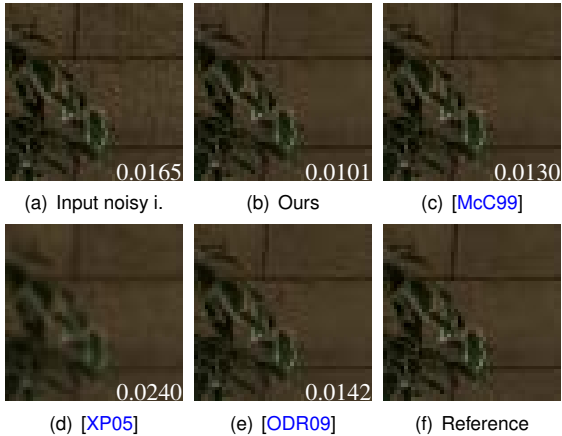 0.0165 0.0101 0.0130
(a) Input noisy i. (b) Ours (c) [McC99]
0.0240 0.0142
(d) [XP05] (e) [ODR09] (f) Reference